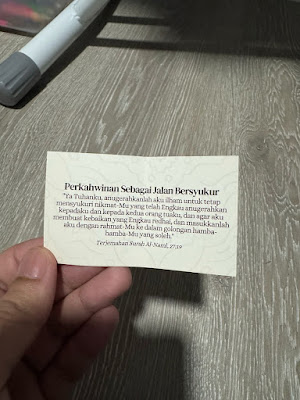 Perkahwinan Sebagai Jalan Bersyukur
"Ya Tuhanku, anugerahkanlah aku ilham untuk tetap
mensyukuri nikmat-Mu yang telah Engkau anugerahkan
kepadaku dan kepada kedua orang tuaku, dan agar aku
membuat kebaikan yang Engkau redhai, dan masukkanlah
aku dengan rahmat-Mu ke dalam golongan hamba-
hamba-Mu yang soleh."
Terjemahan Surah Al-Naml, 27:19